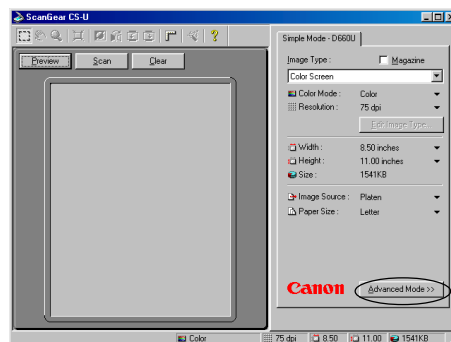 ScanGear CS-U
Preview Scan Clear
Simple Mode - D660U
Image Type : Magazine
Color Screen
Color Mode : Color
Resolution : 75 dpi
Edit Image Type...
Width : 8.50 inches
Height : 11.00 inches
Size : 1541KB
Image Source : Platen
Paper Size : Letter
Canon Advanced Mode >>
Color 75 dpi 8.50 11.00 1541KB